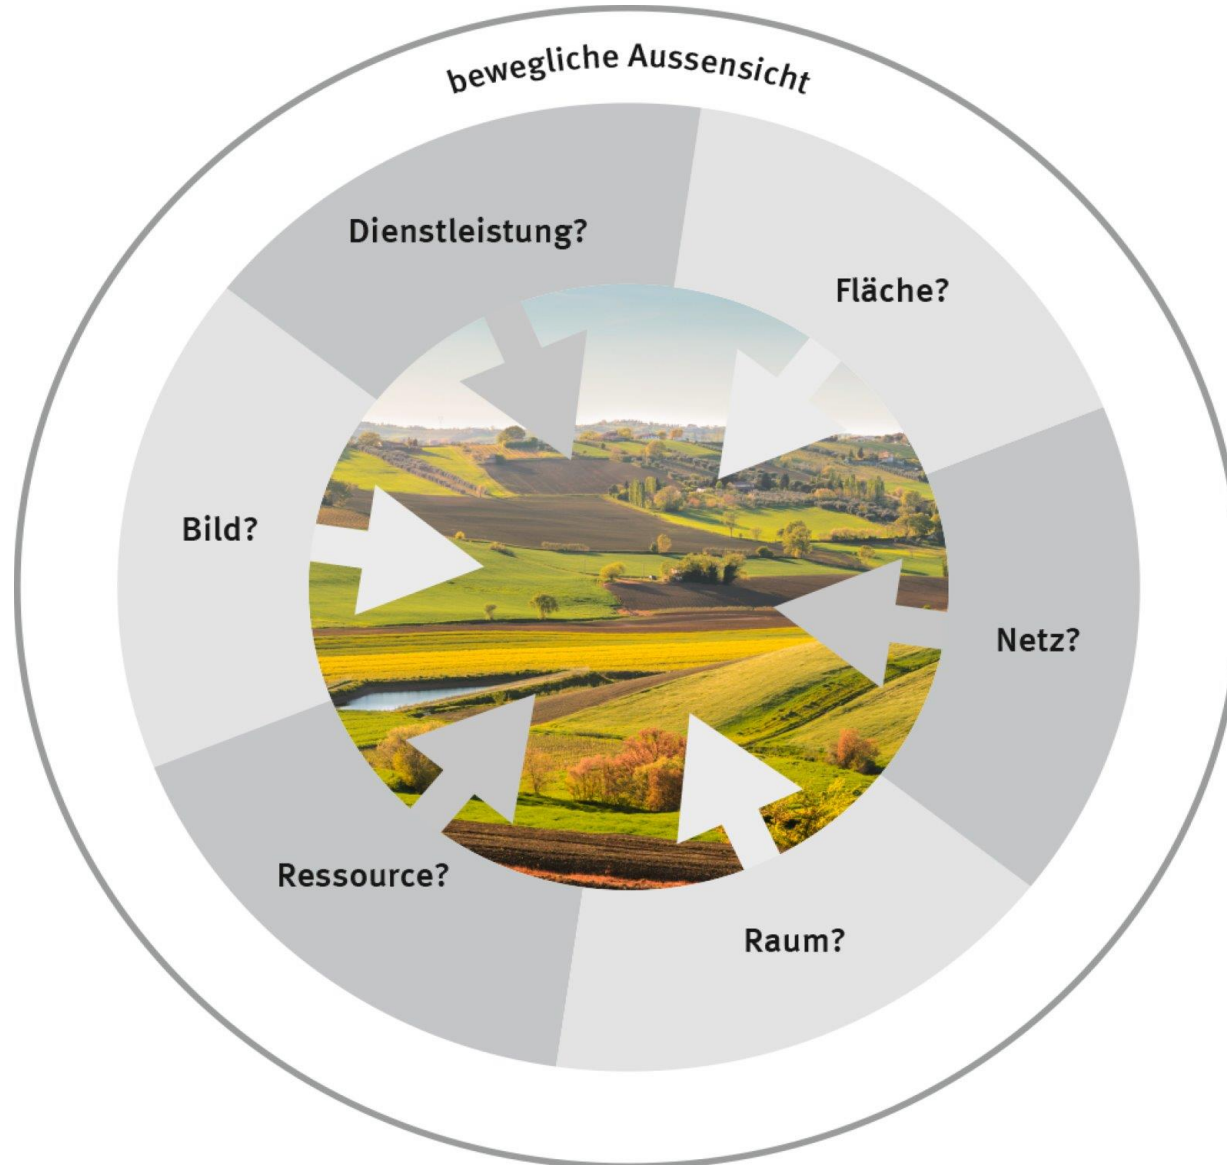 bewegliche Aussensicht
Dienstleistung?
Fläche?
Bild?
Netz?
Ressource?
Raum?